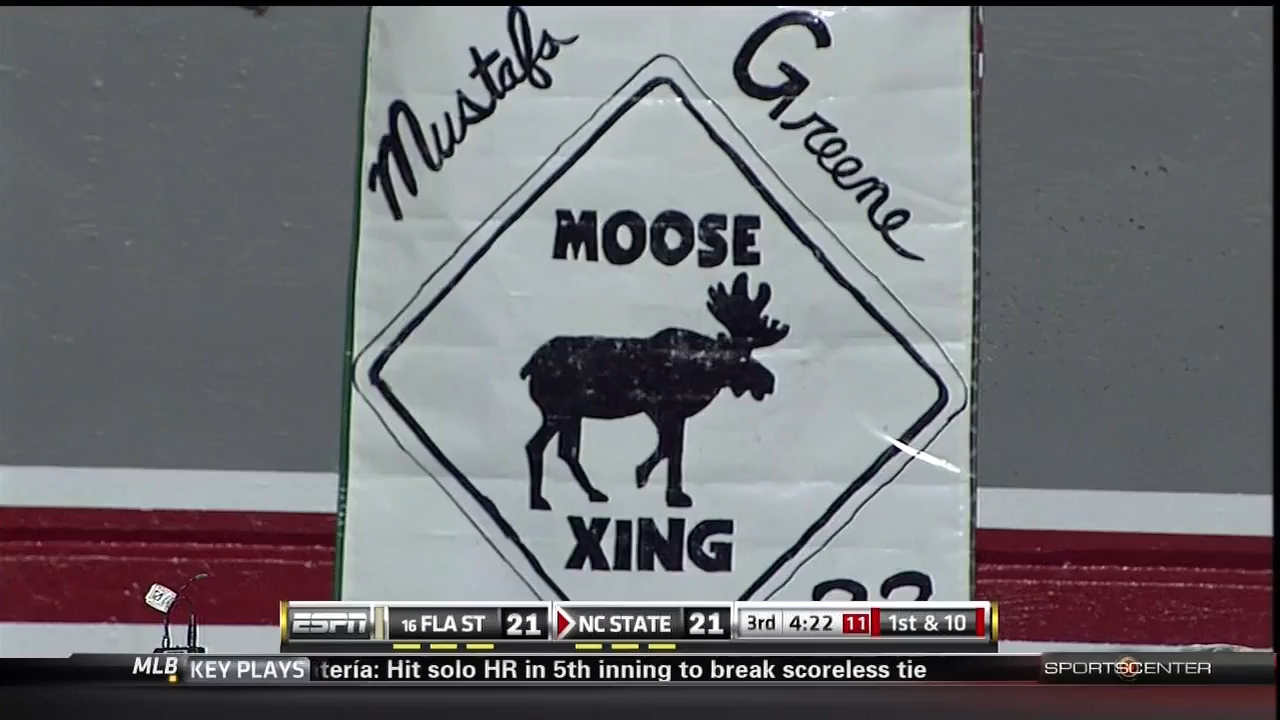 Mustafa
Greene
MOOSE
XING
ESPN
16 FLA ST 21
NC STATE 21
3rd 4:22 11
1st & 10
MLB KEY PLAYS tería: Hit solo HR in 5th inning to break scoreless tie
SPORTSCENTER